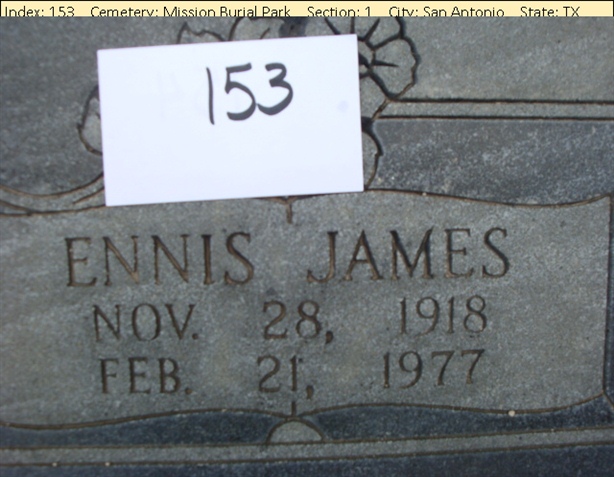 Index: 153 Cemetery: Mission Burial Park Section: 1 City: San Antonio State: TX
153
ENNIS JAMES
NOV. 28, 1918
FEB. 21, 1977